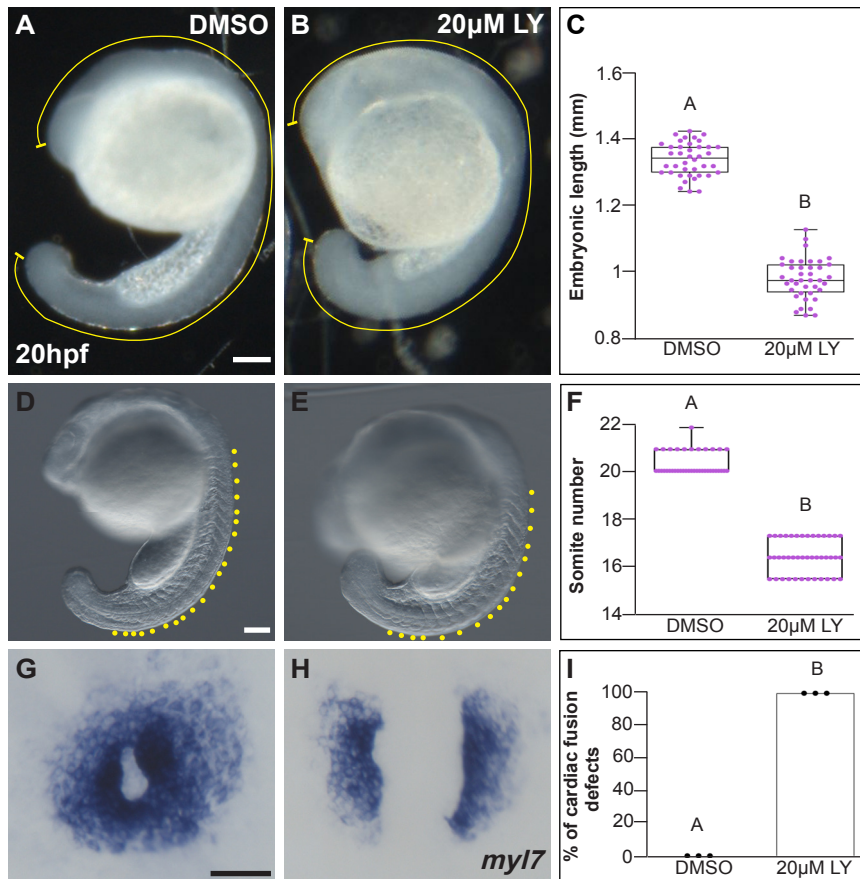 A DMSO
20hpf
B 20µM LY
C
Embryonic length (mm)
1.6
1.4
1.2
1
0.8
A
B
DMSO 20µM LY
D
E
F
Somite number
22
20
18
16
14
A
B
DMSO 20µM LY
G
H
myl7
I
% of cardiac fusion
defects
100
80
60
40
20
0
A
B
DMSO 20µM LY